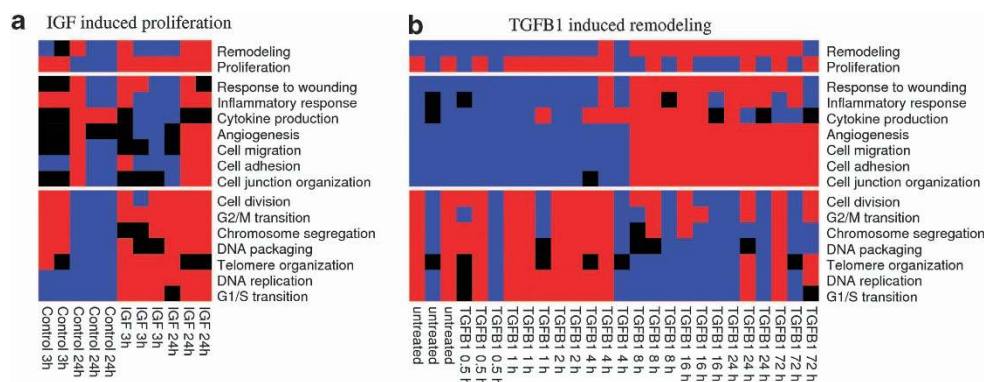 a
IGF induced proliferation
Remodeling
Proliferation
Response to wounding
Inflammatory response
Cytokine production
Angiogenesis
Cell migration
Cell adhesion
Cell junction organization
Cell division
G2/M transition
Chromosome segregation
DNA packaging
Telomere organization
DNA replication
G1/S transition
Control 3h
Control 3h
Control 24h
Control 24h
Control 24h
IGF 3h
IGF 3h
IGF 3h
IGF 24h
IGF 24h
IGF 24h
b
TGFB1 induced remodeling
Remodeling
Proliferation
Response to wounding
Inflammatory response
Cytokine production
Angiogenesis
Cell migration
Cell adhesion
Cell junction organization
Cell division
G2/M transition
Chromosome segregation
DNA packaging
Telomere organization
DNA replication
G1/S transition
untreated
untreated
untreated
TGFB1 0.5 h
TGFB1 0.5 h
TGFB1 0.5 h
TGFB1 1 h
TGFB1 1 h
TGFB1 1 h
TGFB1 2 h
TGFB1 2 h
TGFB1 4 h
TGFB1 4 h
TGFB1 4 h
TGFB1 8 h
TGFB1 8 h
TGFB1 8 h
TGFB1 16 h
TGFB1 16 h
TGFB1 16 h
TGFB1 24 h
TGFB1 24 h
TGFB1 24 h
TGFB1 72 h
TGFB1 72 h
TGFB1 72 h